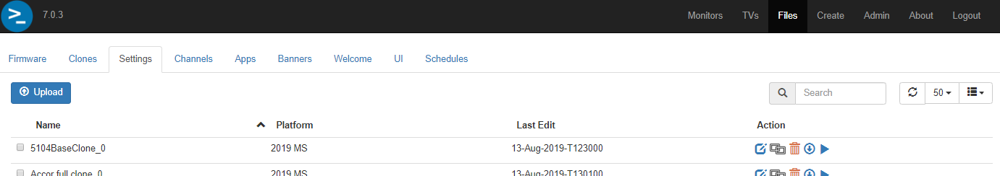 7.0.3 Monitors TVs Files Create Admin About Logout
Firmware Clones Settings Channels Apps Banners Welcome UI Schedules
Upload Search 50
Name Platform Last Edit Action
5104BaseClone_0 2019 MS 13-Aug-2019-T123000
Accor full clone_0 2019 MS 13-Aug-2019-T130100